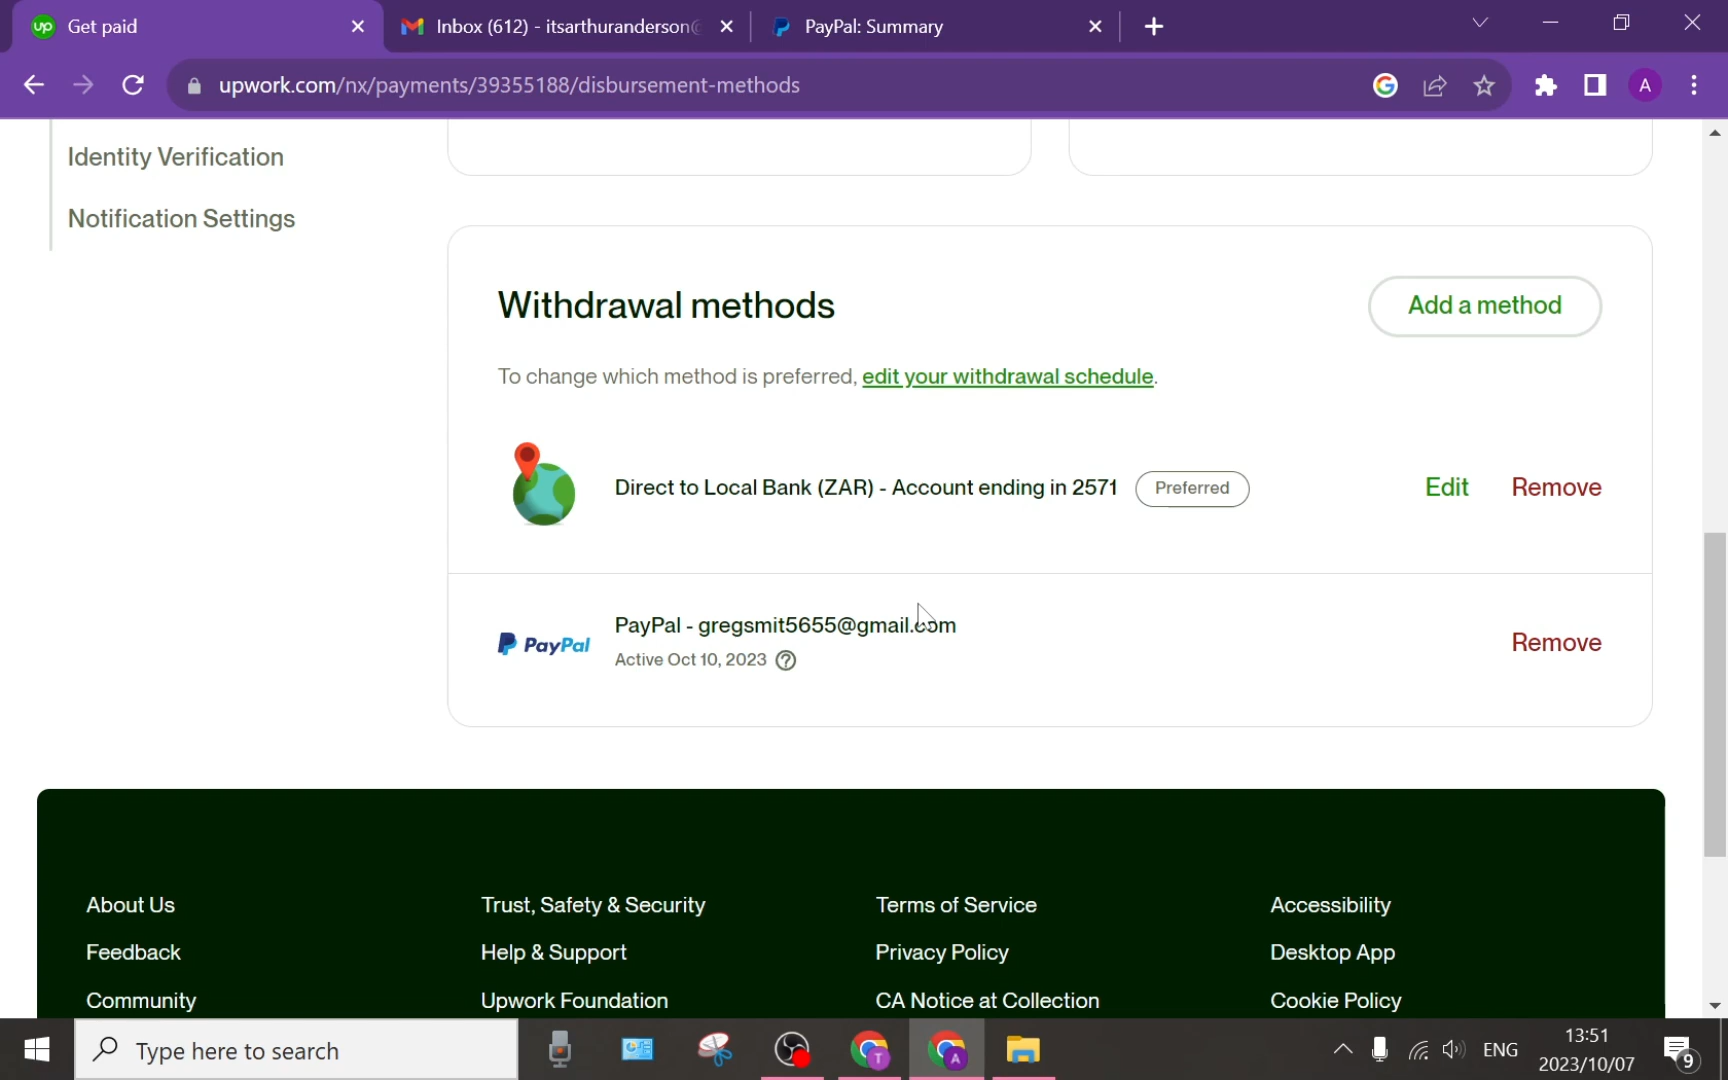 up Get paid
Inbox (612) - itsarthuranderson@
PayPal: Summary
upwork.com/nx/payments/39355188/disbursement-methods
A
Identity Verification
Notification Settings
Withdrawal methods
Add a method
To change which method is preferred, edit your withdrawal schedule.
Direct to Local Bank (ZAR) - Account ending in 2571
Preferred
Edit
Remove
PayPal
PayPal - gregsmit5655@gmail.com
Active Oct 10, 2023
Remove
About Us
Trust, Safety & Security
Terms of Service
Accessibility
Feedback
Help & Support
Privacy Policy
Desktop App
Community
Upwork Foundation
CA Notice at Collection
Cookie Policy
Type here to search
T
A
ENG
13:51
2023/10/07
9